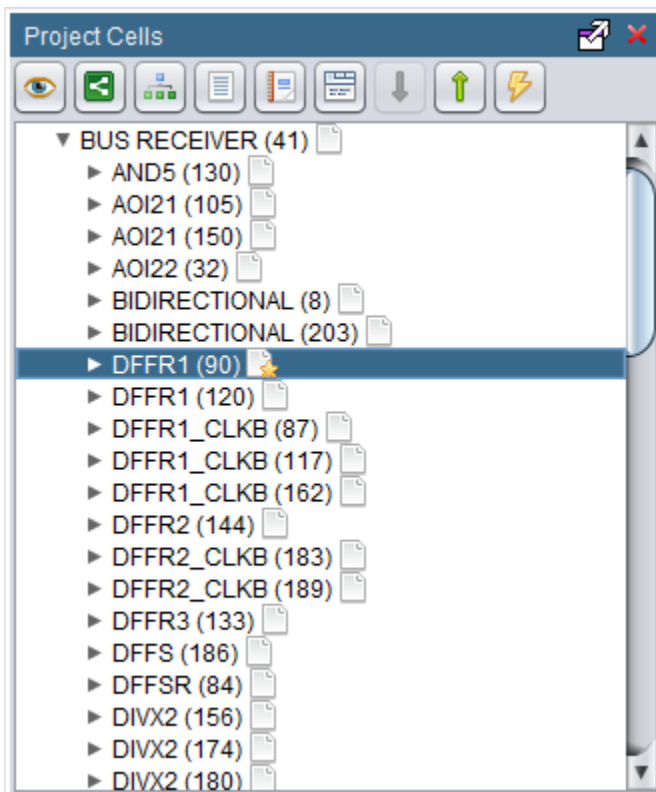 Project Cells
BUS RECEIVER (41)
AND5 (130)
AOI21 (105)
AOI21 (150)
AOI22 (32)
BIDIRECTIONAL (8)
BIDIRECTIONAL (203)
DFFR1 (90)
DFFR1 (120)
DFFR1_CLKB (87)
DFFR1_CLKB (117)
DFFR1_CLKB (162)
DFFR2 (144)
DFFR2_CLKB (183)
DFFR2_CLKB (189)
DFFR3 (133)
DFFS (186)
DFFSR (84)
DIVX2 (156)
DIVX2 (174)
DIVX2 (180)